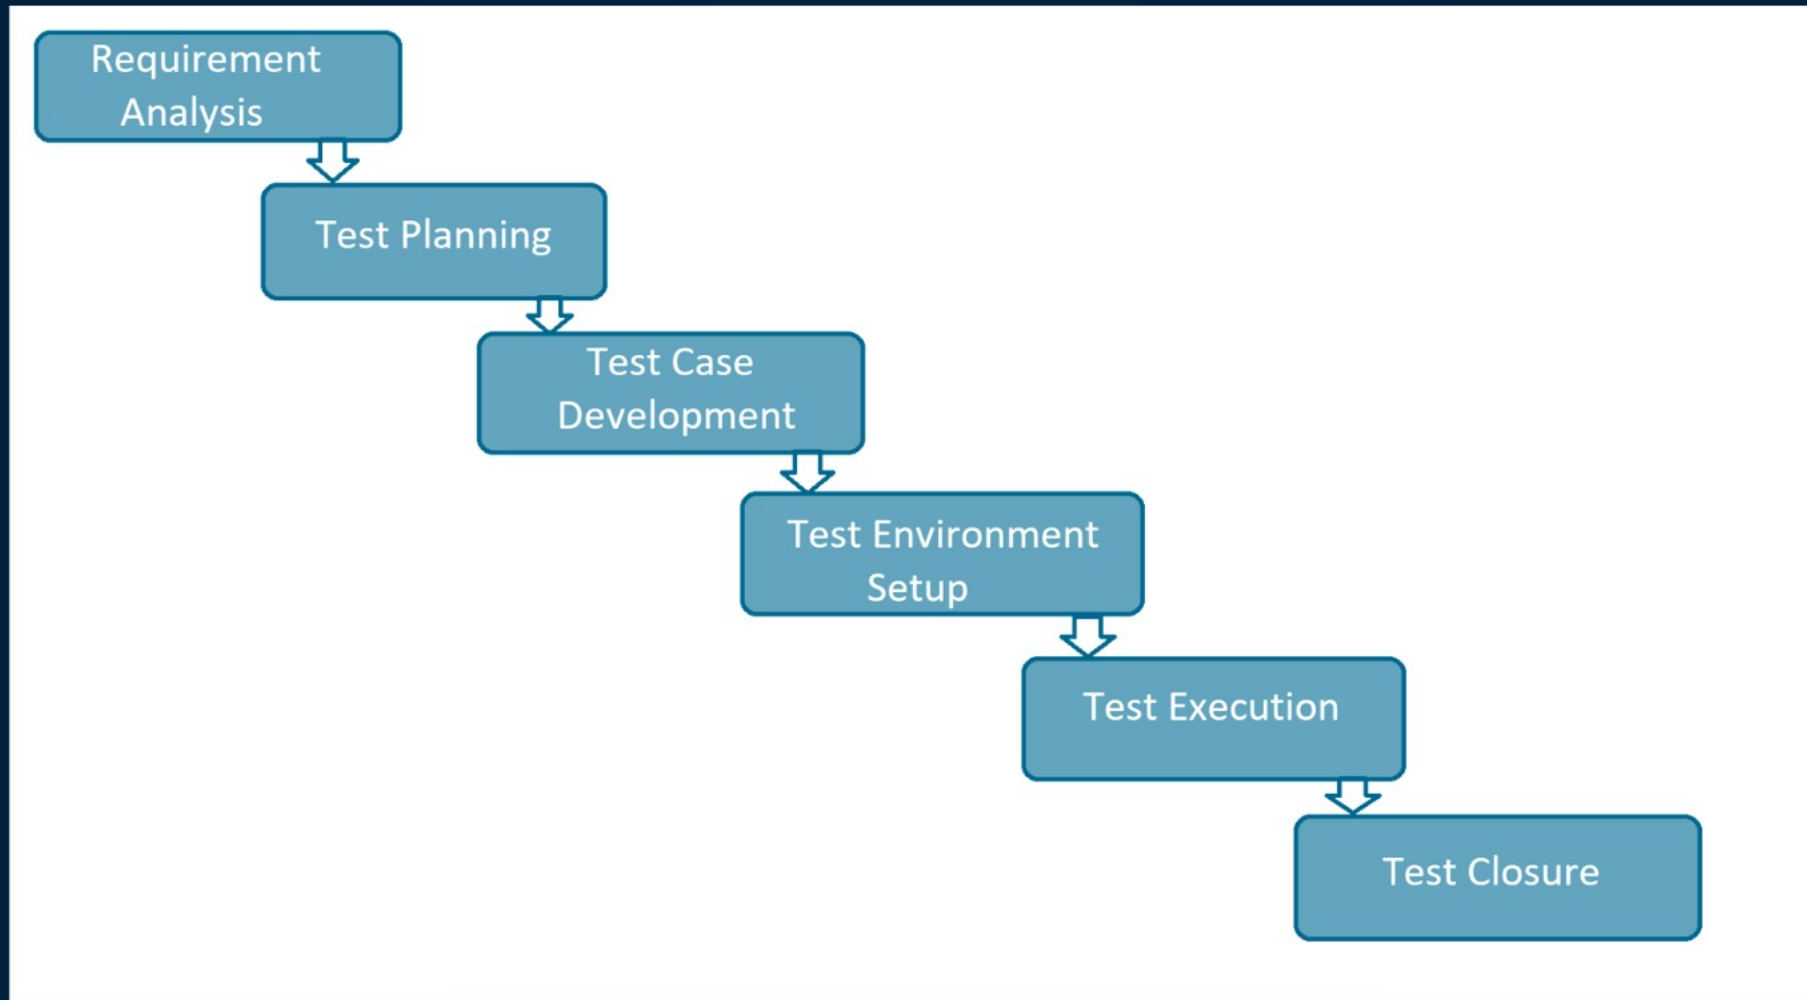 Requirement
Analysis
Test Planning
Test Case
Development
Test Environment
Setup
Test Execution
Test Closure